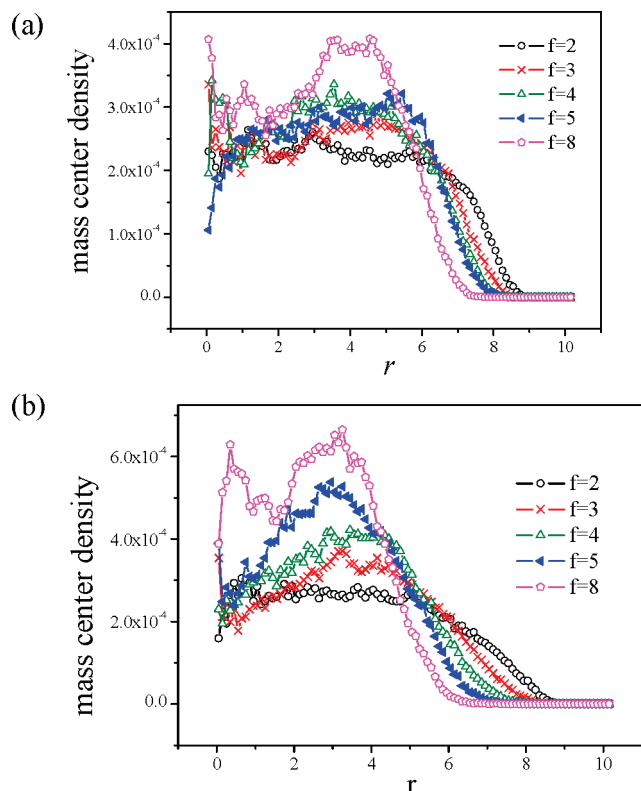 (a)
mass center density
4.0x10⁻⁴
3.0x10⁻⁴
2.0x10⁻⁴
1.0x10⁻⁴
0.0
f=2
f=3
f=4
f=5
f=8
0 2 4 6 8 10
r
(b)
mass center density
6.0x10⁻⁴
4.0x10⁻⁴
2.0x10⁻⁴
0.0
f=2
f=3
f=4
f=5
f=8
0 2 4 6 8 10
r